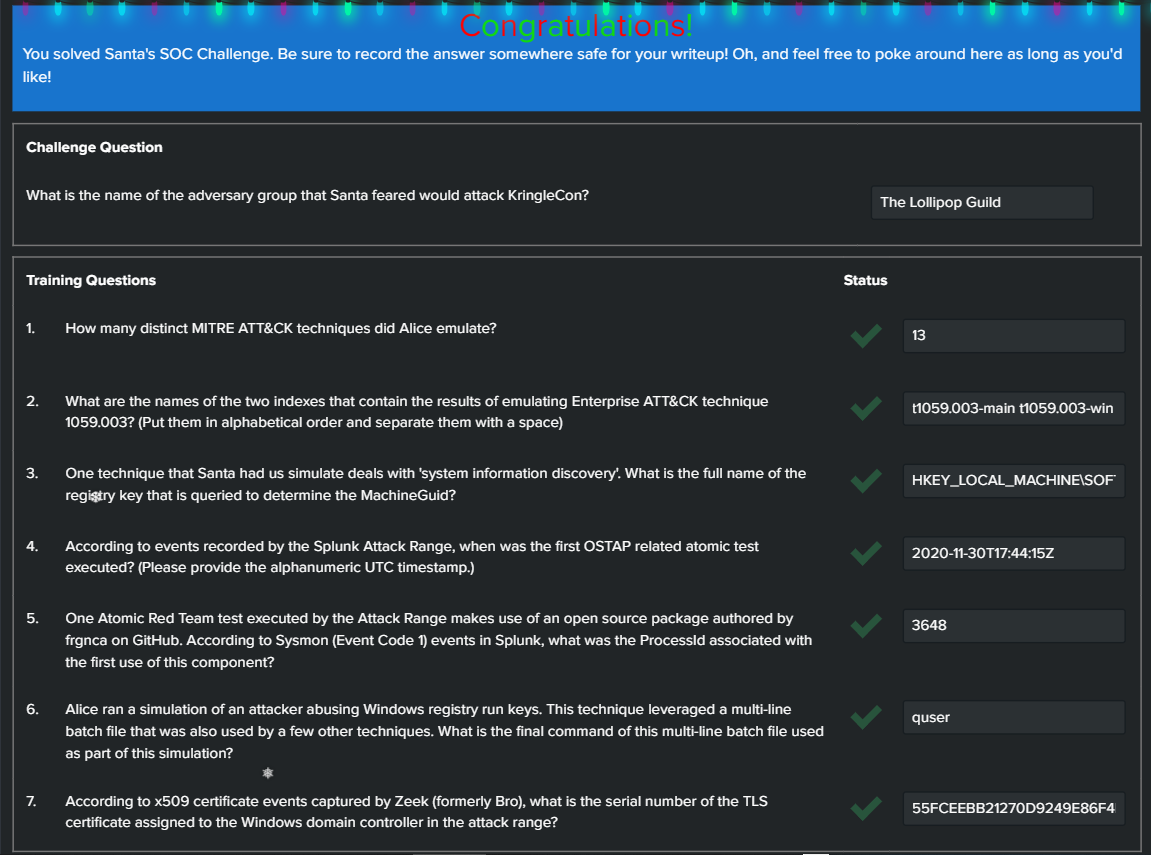 Congratulations!
You solved Santa's SOC Challenge. Be sure to record the answer somewhere safe for your writeup! Oh, and feel free to poke around here as long as you'd
like!
Challenge Question
What is the name of the adversary group that Santa feared would attack KringleCon?
The Lollipop Guild
Training Questions
Status
1.
How many distinct MITRE ATT&CK techniques did Alice emulate?
13
2.
What are the names of the two indexes that contain the results of emulating Enterprise ATT&CK technique
1059.003? (Put them in alphabetical order and separate them with a space)
t1059.003-main t1059.003-win
3.
One technique that Santa had us simulate deals with 'system information discovery'. What is the full name of the
registry key that is queried to determine the MachineGuid?
HKEY_LOCAL_MACHINE\SOF
4.
According to events recorded by the Splunk Attack Range, when was the first OSTAP related atomic test
executed? (Please provide the alphanumeric UTC timestamp.)
2020-11-30T17:44:15Z
5.
One Atomic Red Team test executed by the Attack Range makes use of an open source package authored by
frgnca on GitHub. According to Sysmon (Event Code 1) events in Splunk, what was the ProcessId associated with
the first use of this component?
3648
6.
Alice ran a simulation of an attacker abusing Windows registry run keys. This technique leveraged a multi-line
batch file that was also used by a few other techniques. What is the final command of this multi-line batch file used
as part of this simulation?
quser
7.
According to x509 certificate events captured by Zeek (formerly Bro), what is the serial number of the TLS
certificate assigned to the Windows domain controller in the attack range?
55FCEEBB21270D9249E86F4